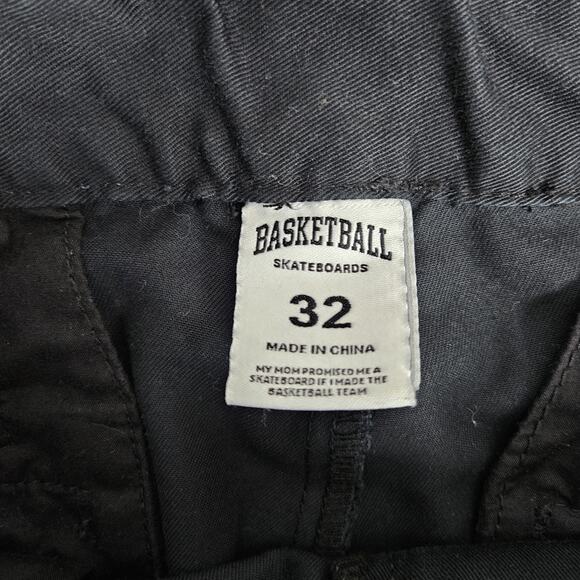 BASKETBALL
SKATEBOARDS
32
MADE IN CHINA
MY MOM PROMISED ME A
SKATEBOARD IF I MADE THE
BASKETBALL TEAM